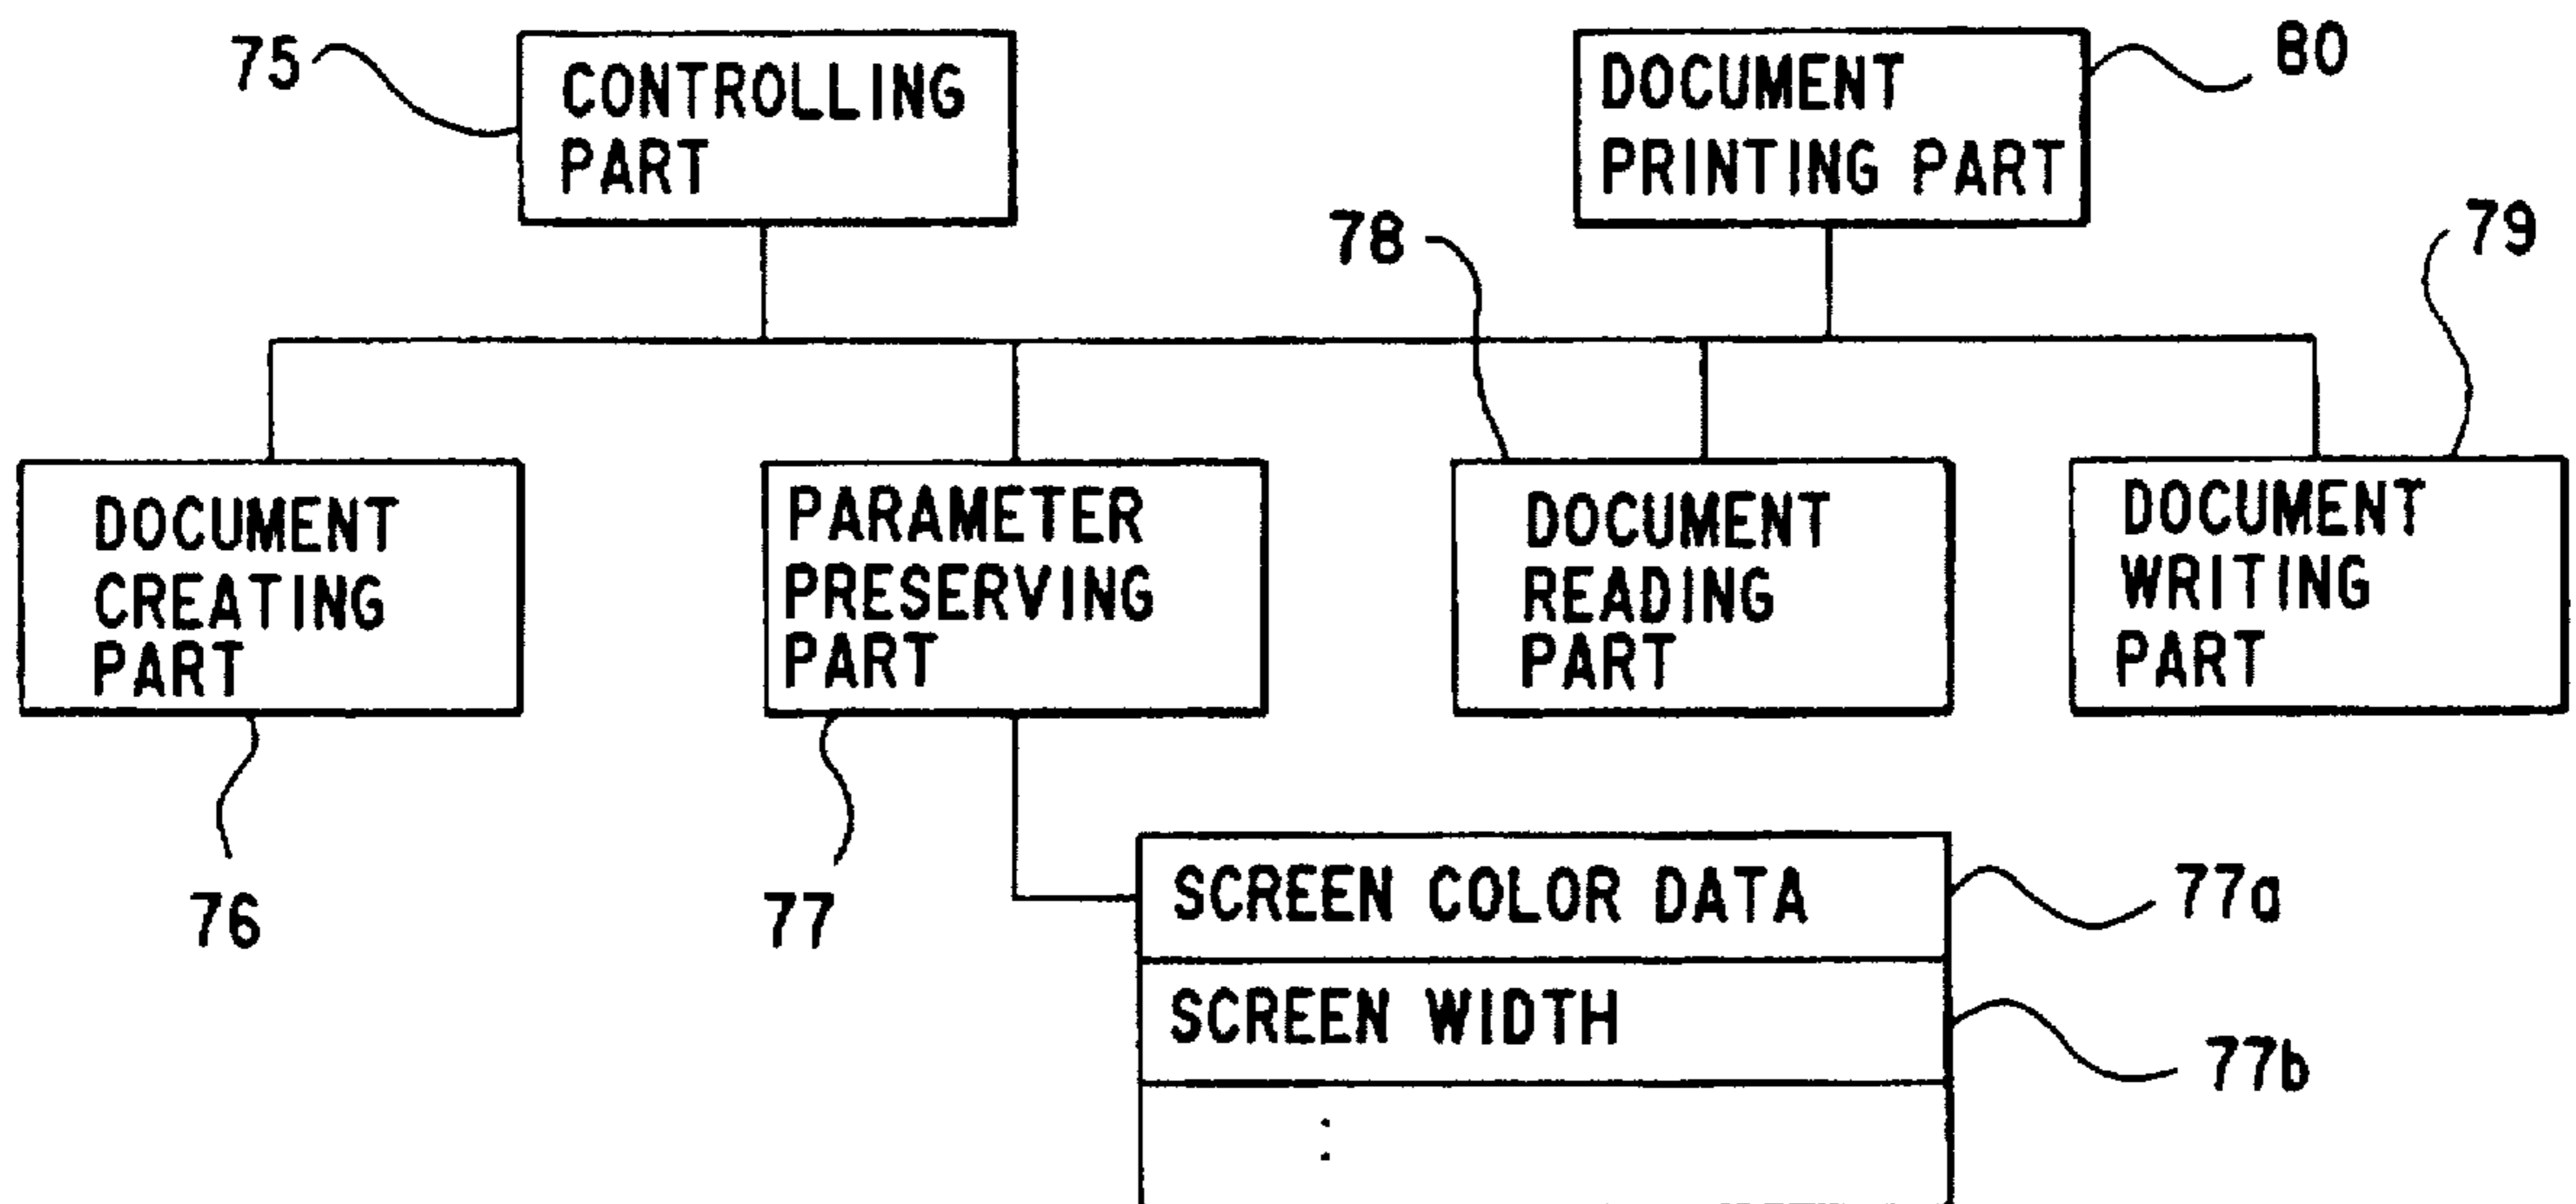 75
CONTROLLING
PART
DOCUMENT
PRINTING PART
80
78
79
DOCUMENT
CREATING
PART
PARAMETER
PRESERVING
PART
DOCUMENT
READING
PART
DOCUMENT
WRITING
PART
76
77
SCREEN COLOR DATA
77a
SCREEN WIDTH
77b
: